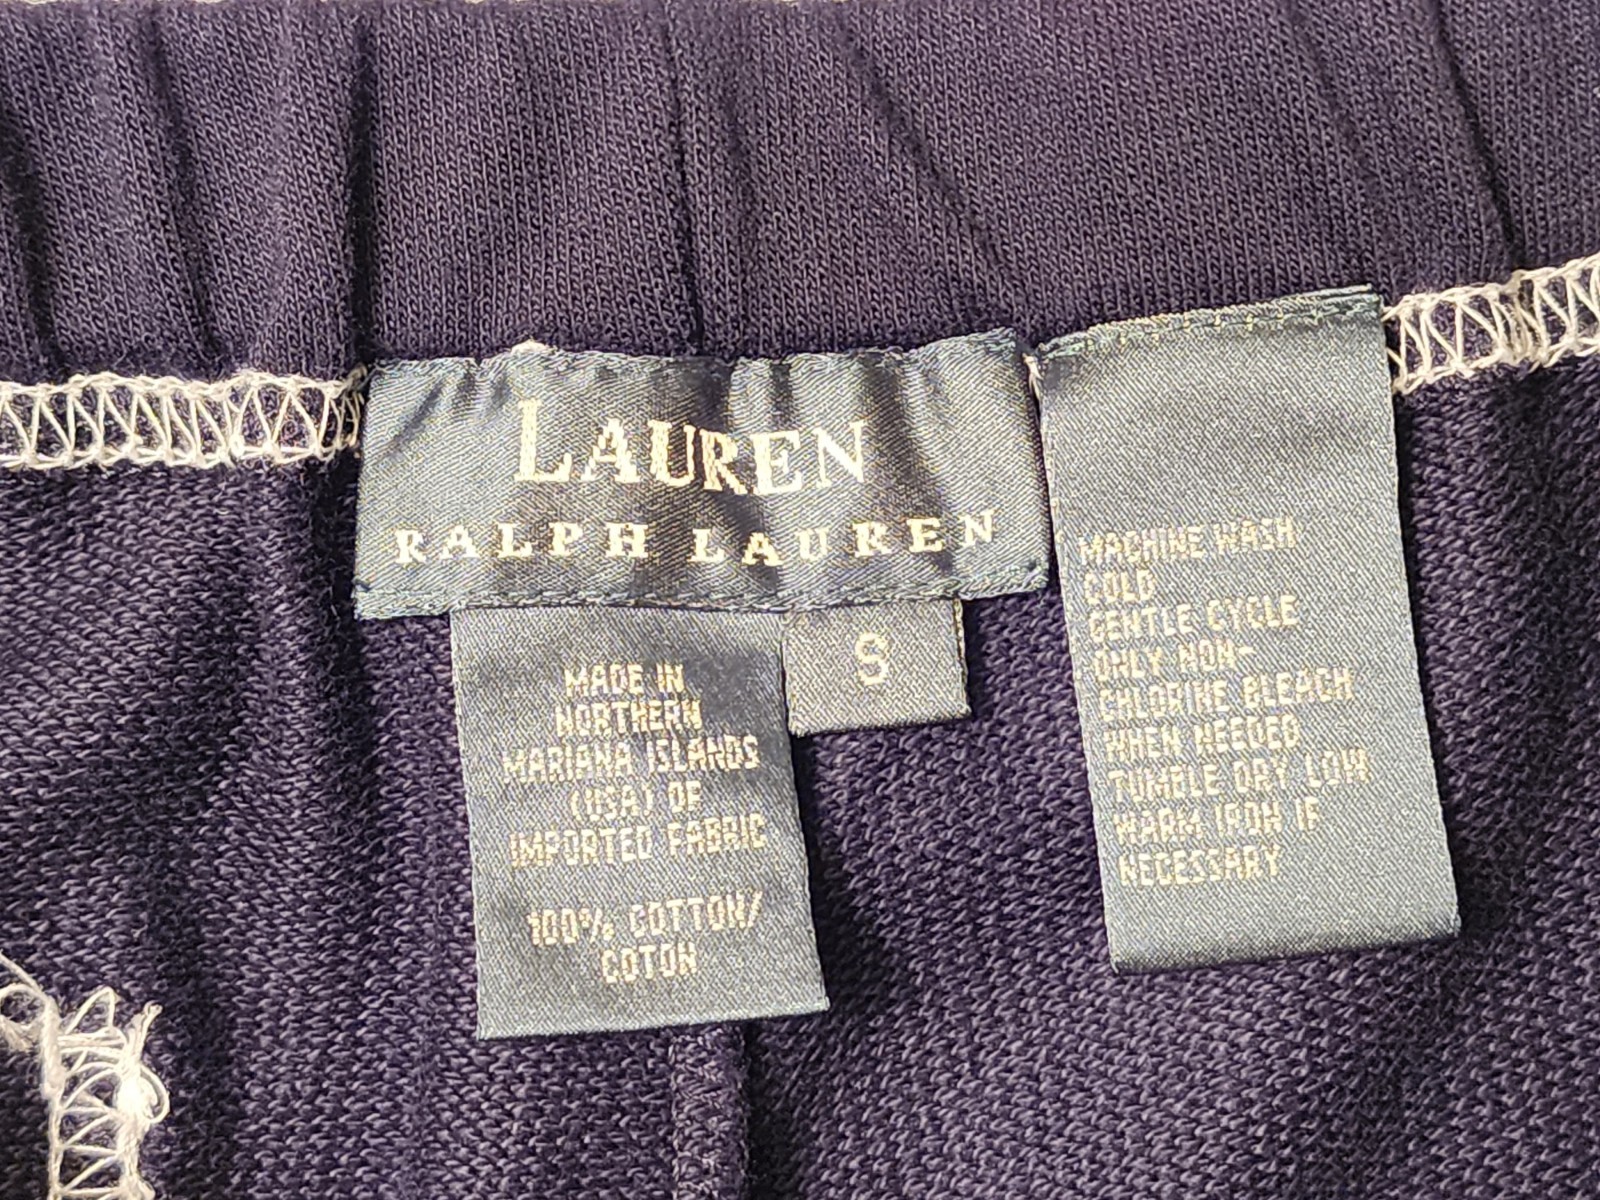 LAUREN
RALPH LAUREN
S
MADE IN
NORTHERN
MARIANA ISLANDS
(USA) OF
IMPORTED FABRIC
100% COTTON/
COTON
MACHINE WASH
COLD
GENTLE CYCLE
ONLY NON-
CHLORINE BLEACH
WHEN NEEDED
TUMBLE DRY LOW
WARM IRON IF
NECESSARY